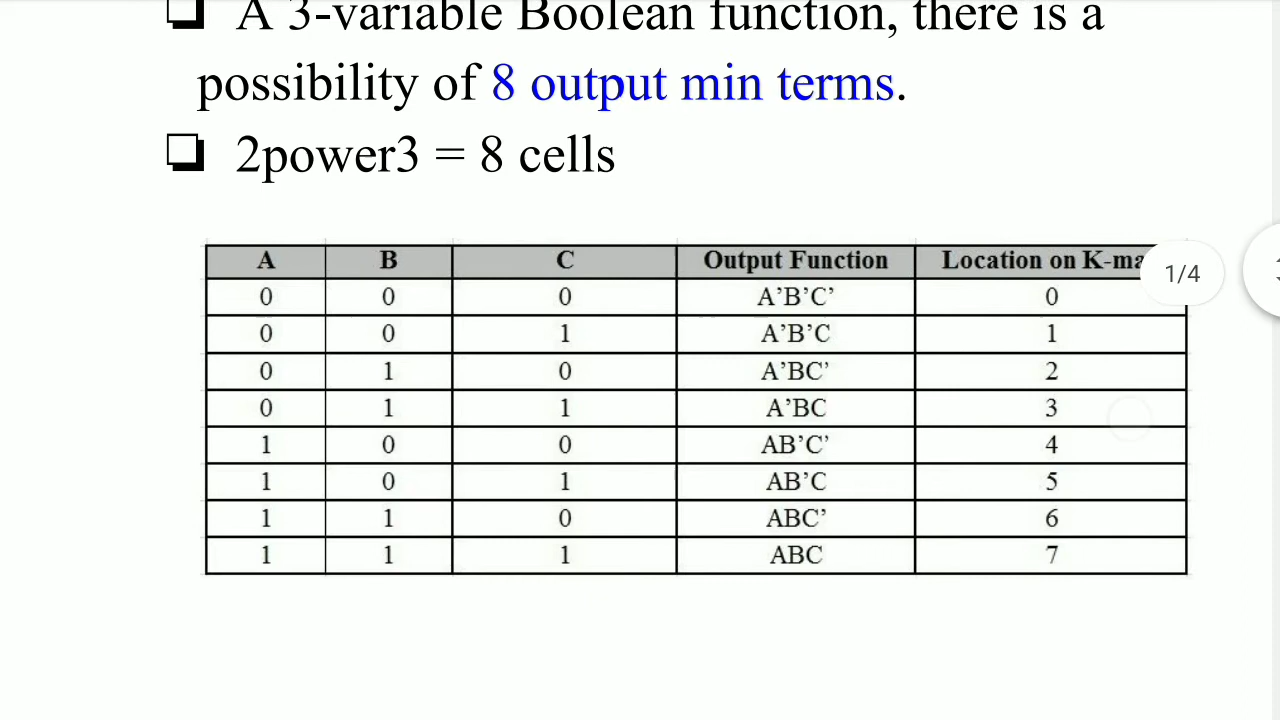 ❑ A 3-variable Boolean function, there is a
possibility of 8 output min terms.
❑ 2power3 = 8 cells
A B C Output Function Location on K-ma
1/4
0 0 0 A’B’C’ 0
0 0 1 A’B’C 1
0 1 0 A’BC’ 2
0 1 1 A’BC 3
1 0 0 AB’C’ 4
1 0 1 AB’C 5
1 1 0 ABC’ 6
1 1 1 ABC 7